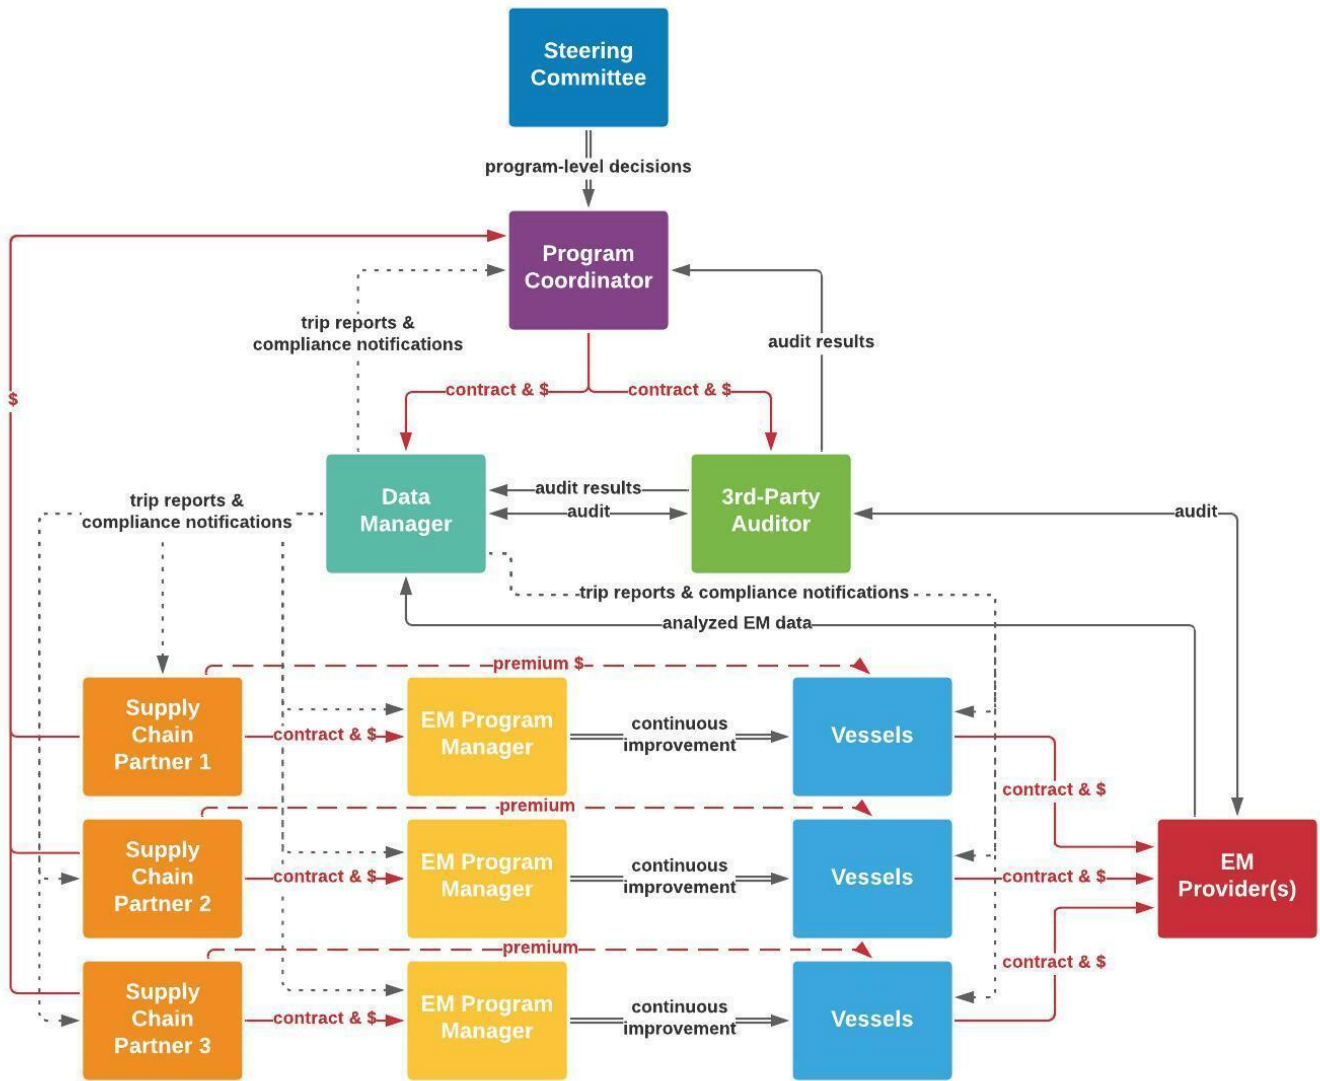 Steering
Committee
program-level decisions
Program
Coordinator
trip reports &
compliance notifications
audit results
$
contract & $
contract & $
Data
Manager
audit results
audit
3rd-Party
Auditor
audit
trip reports &
compliance notifications
trip reports & compliance notifications
analyzed EM data
premium $
Supply
Chain
Partner 1
contract & $
EM Program
Manager
continuous
improvement
Vessels
contract & $
premium
Supply
Chain
Partner 2
contract & $
EM Program
Manager
continuous
improvement
Vessels
contract & $
EM
Provider(s)
premium
Supply
Chain
Partner 3
contract & $
EM Program
Manager
continuous
improvement
Vessels
contract & $